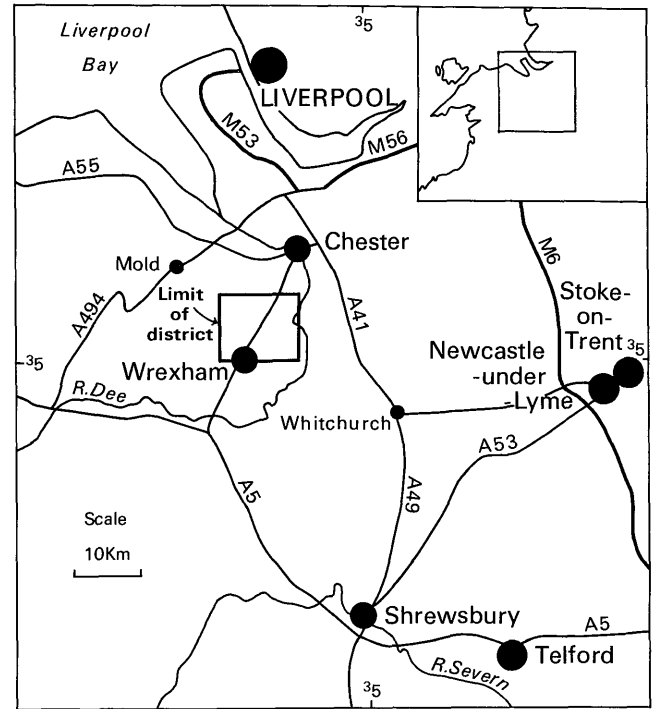 Liverpool
Bay
35
LIVERPOOL
M53
M56
A55
Chester
Mold
M6
Limit
of
district
A494
A41
Stoke-
on-
Trent
35
35
Newcastle
-under
-Lyme
Wrexham
R.Dee
Whitchurch
A53
A5
A49
Scale
10Km
Shrewsbury
A5
Telford
R.Severn
35